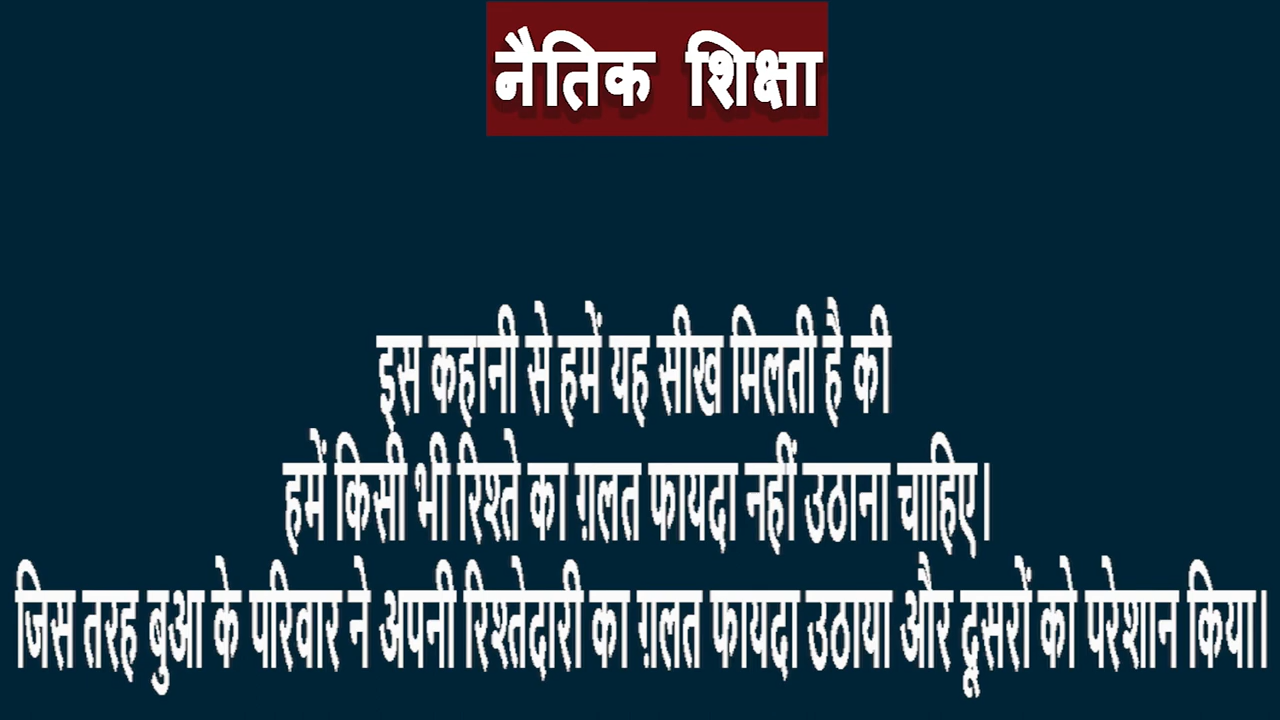 नैतिक शिक्षा
इस कहानी से हमें यह सीख मिलती है की
हमें किसी भी रिश्ते का ग़लत फायदा नहीं उठाना चाहिए।
जिस तरह बुआ के परिवार ने अपनी रिश्तेदारी का ग़लत फायदा उठाया और दूसरों को परेशान किया।